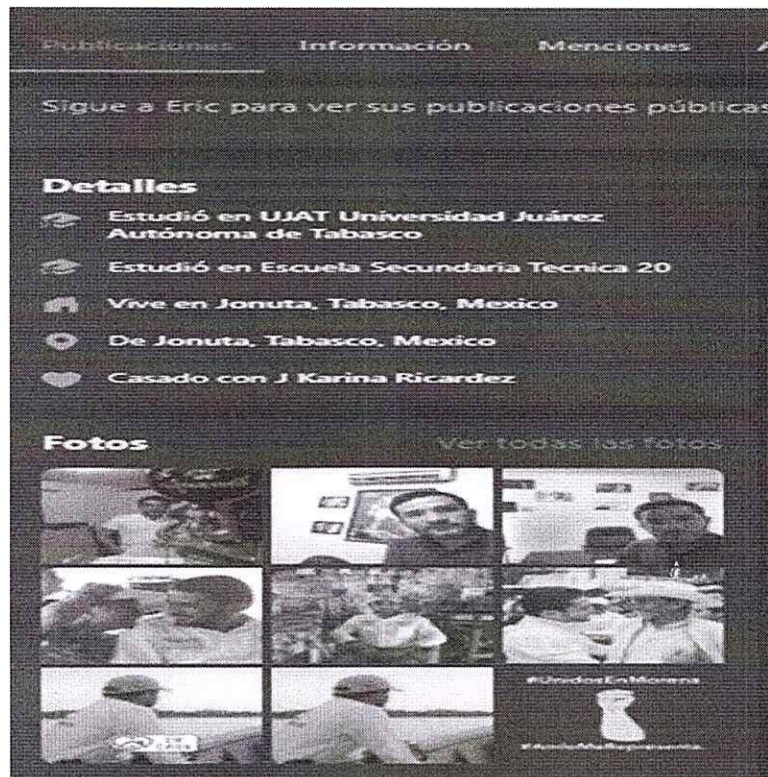 Publicaciones Información Menciones A
Sigue a Eric para ver sus publicaciones públicas
Detalles
Estudió en UJAT Universidad Juárez
Autónoma de Tabasco
Estudió en Escuela Secundaria Tecnica 20
Vive en Jonuta, Tabasco, Mexico
De Jonuta, Tabasco, Mexico
Casado con J Karina Ricardez
Fotos Ver todas las fotos
#UnidosEnMorena